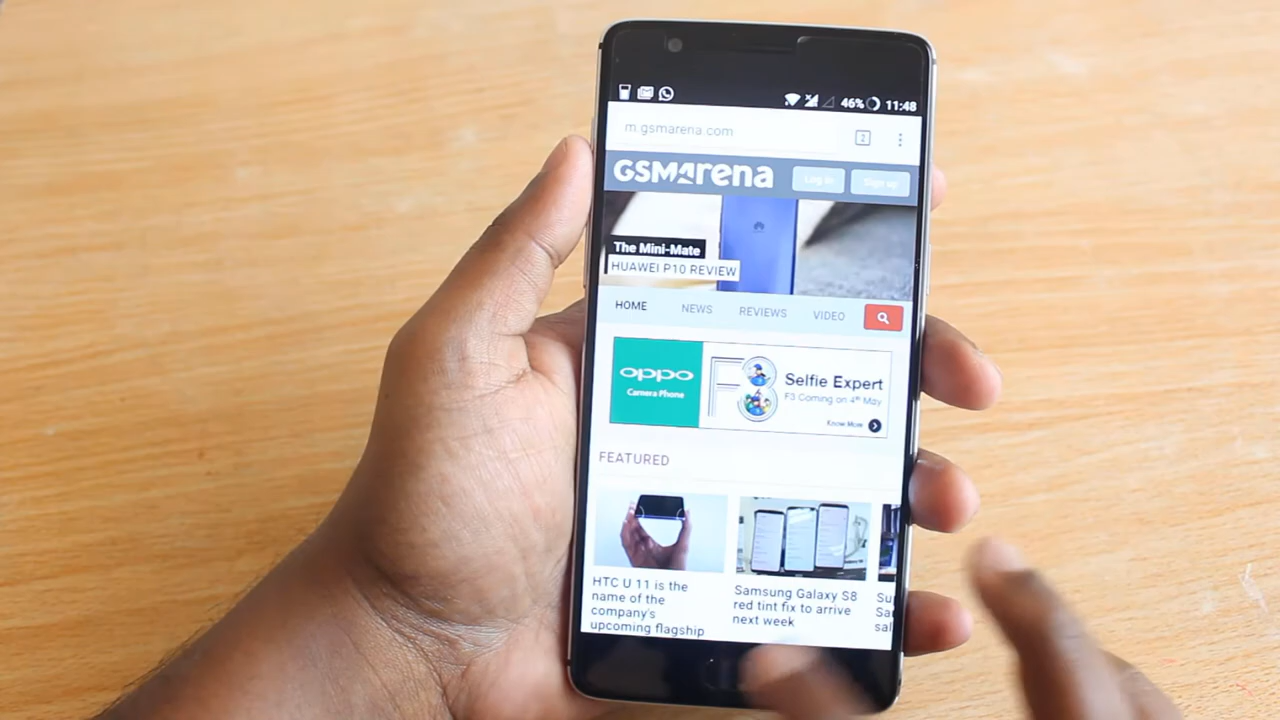 46% 11:48
m.gsmarena.com
2
GSMArena Log in Sign up
The Mini-Mate
HUAWEI P10 REVIEW
HOME NEWS REVIEWS VIDEO
oppo
Camera Phone
F3
Selfie Expert
F3 Coming on 4th May
Know More
FEATURED
HTC U 11 is the
name of the
company's
upcoming flagship
Samsung Galaxy S8
red tint fix to arrive
next week